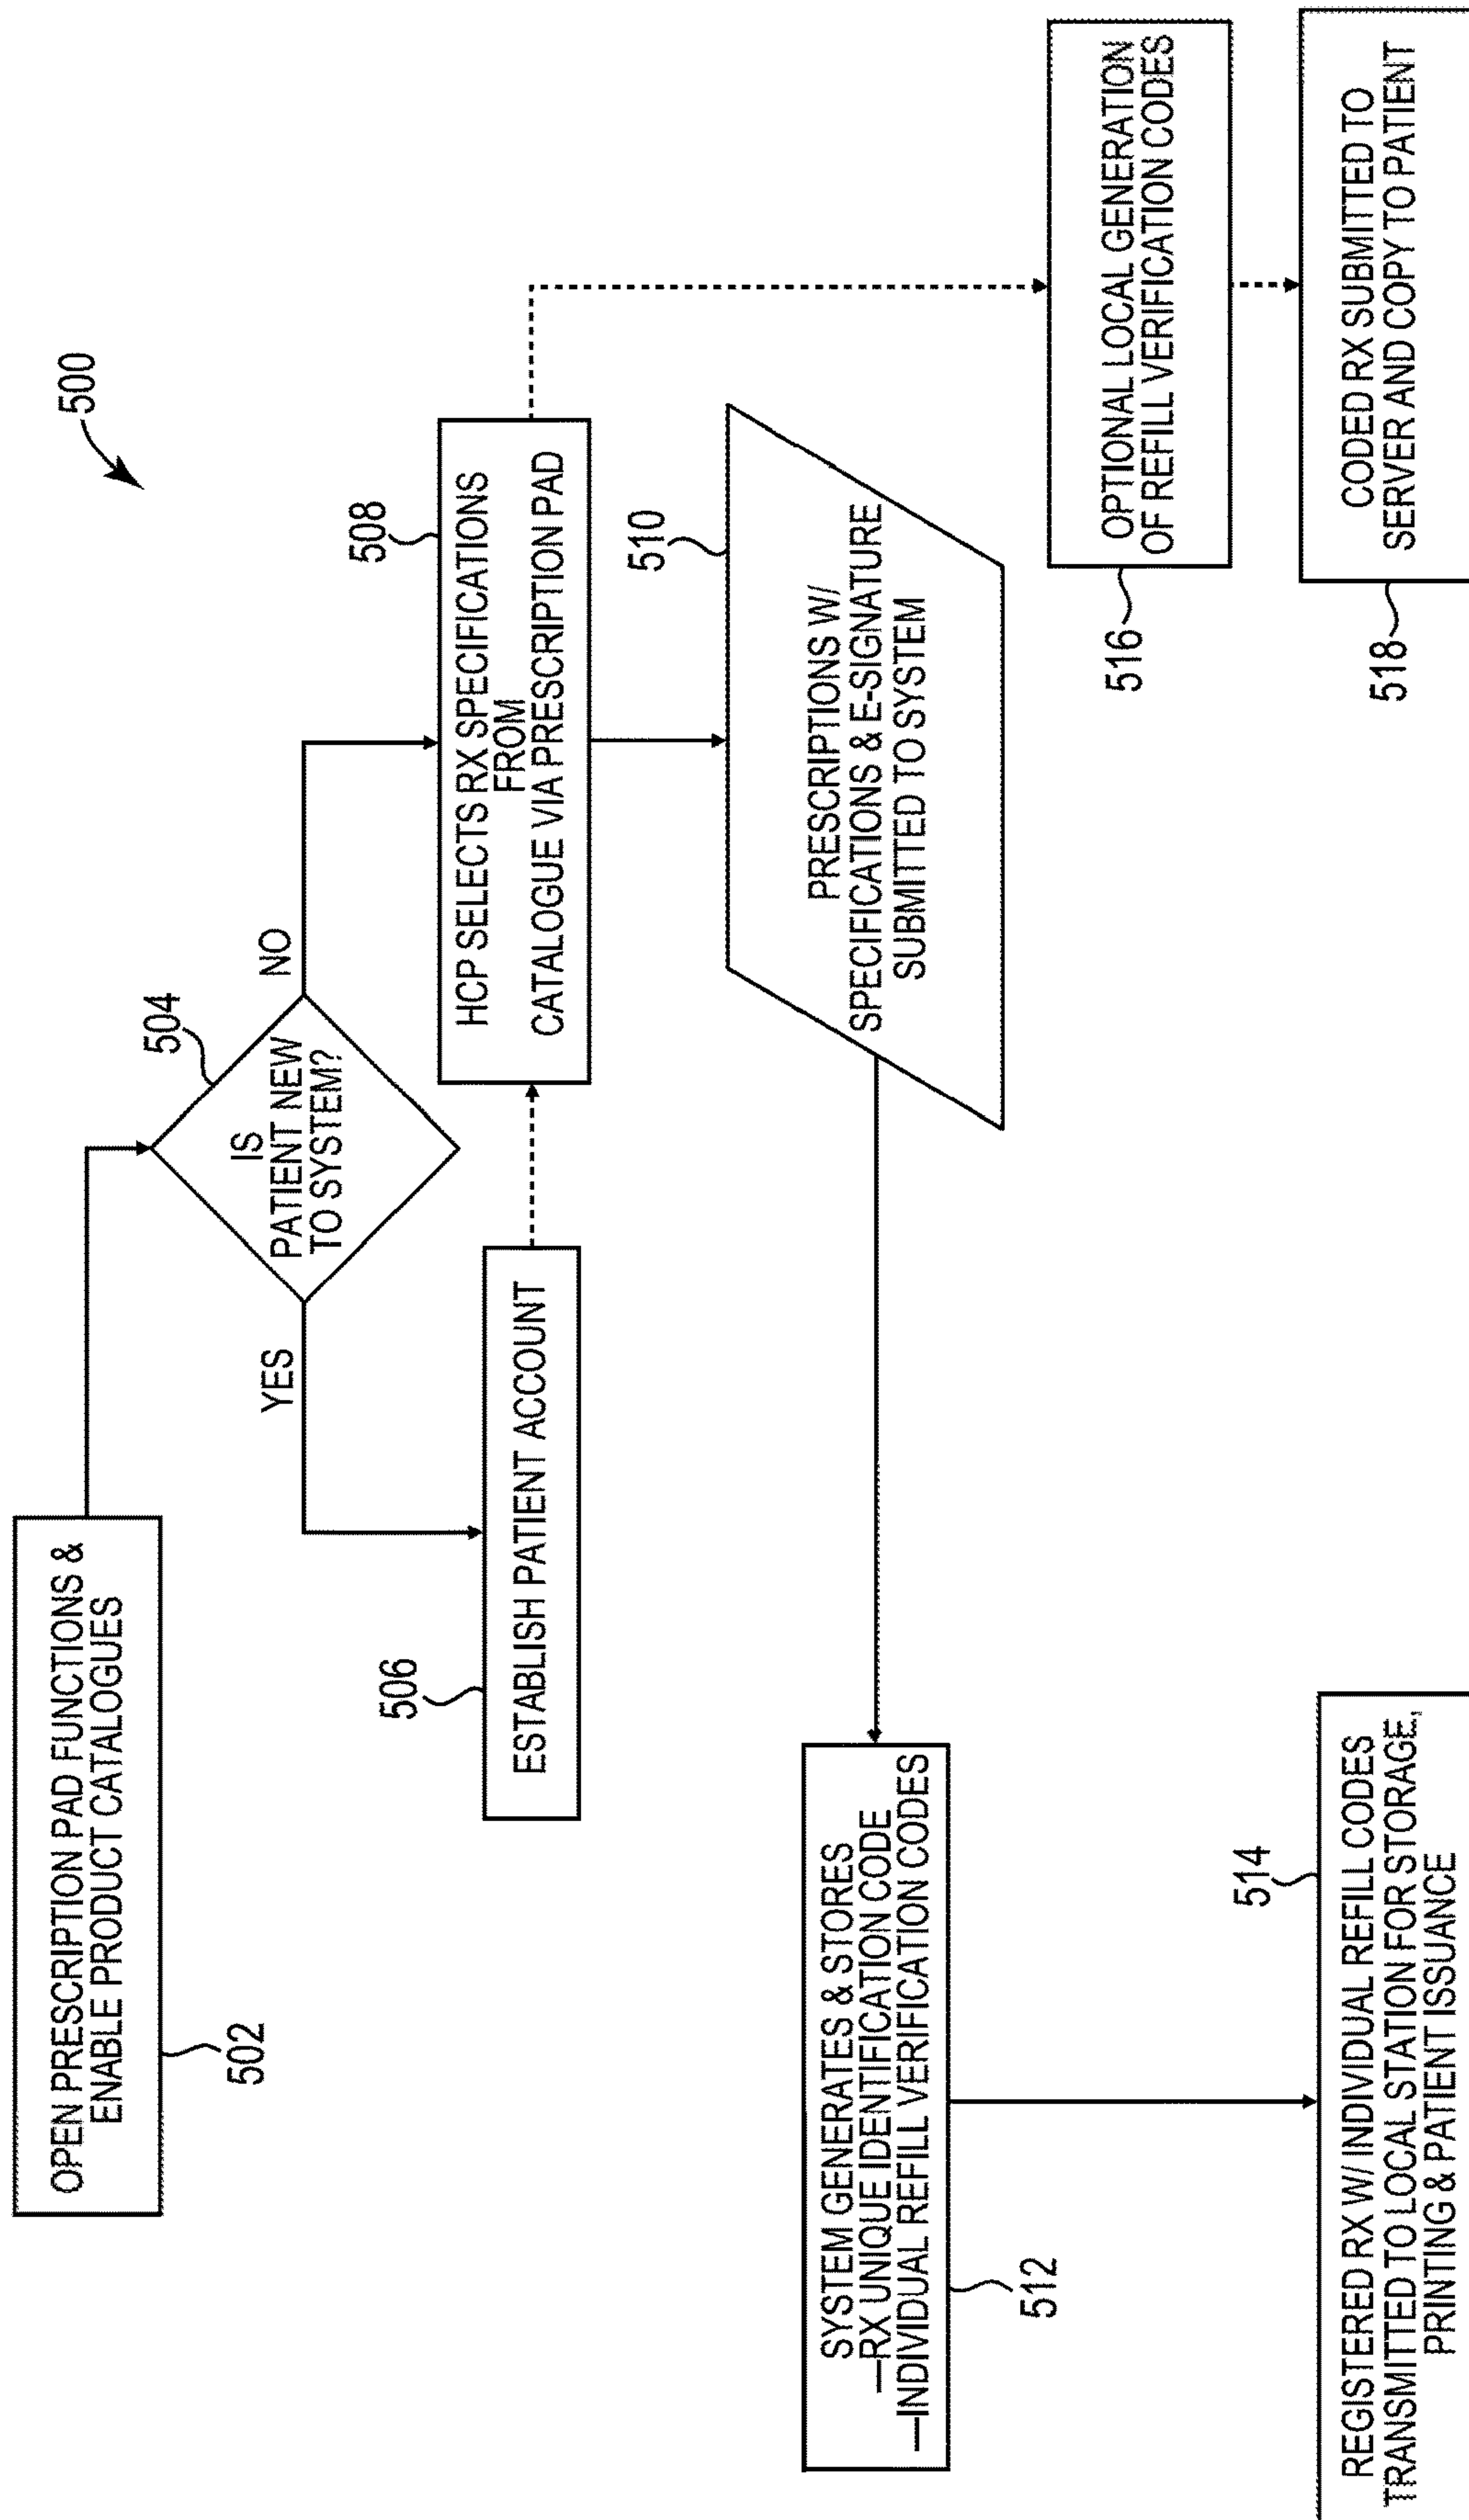 500
OPEN PRESCRIPTION PAD FUNCTIONS &
ENABLE PRODUCT CATALOGUES
502
504
IS
PATIENT NEW
TO SYSTEM?
YES
NO
506
ESTABLISH PATIENT ACCOUNT
508
HCP SELECTS RX SPECIFICATIONS
FROM
CATALOGUE VIA PRESCRIPTION PAD
510
PRESCRIPTIONS W/
SPECIFICATIONS & E-SIGNATURE
SUBMITTED TO SYSTEM
SYSTEM GENERATES & STORES
—RX UNIQUE IDENTIFICATION CODE
—INDIVIDUAL REFILL VERIFICATION CODES
512
514
REGISTERED RX W/ INDIVIDUAL REFILL CODES
TRANSMITTED TO LOCAL STATION FOR STORAGE,
PRINTING & PATIENT ISSUANCE
OPTIONAL LOCAL GENERATION
OF REFILL VERIFICATION CODES
516
CODED RX SUBMITTED TO
SERVER AND COPY TO PATIENT
518